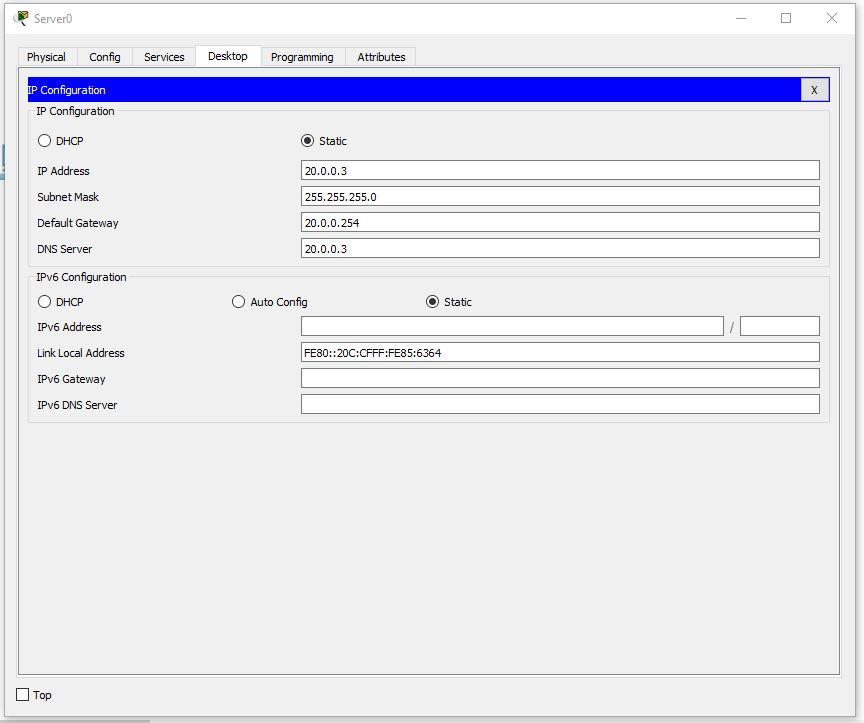 Server0
Physical Config Services Desktop Programming Attributes
IP Configuration X
IP Configuration
DHCP Static
IP Address 20.0.0.3
Subnet Mask 255.255.255.0
Default Gateway 20.0.0.254
DNS Server 20.0.0.3
IPv6 Configuration
DHCP Auto Config Static
IPv6 Address /
Link Local Address FE80::20C:CFFF:FE85:6364
IPv6 Gateway
IPv6 DNS Server
Top